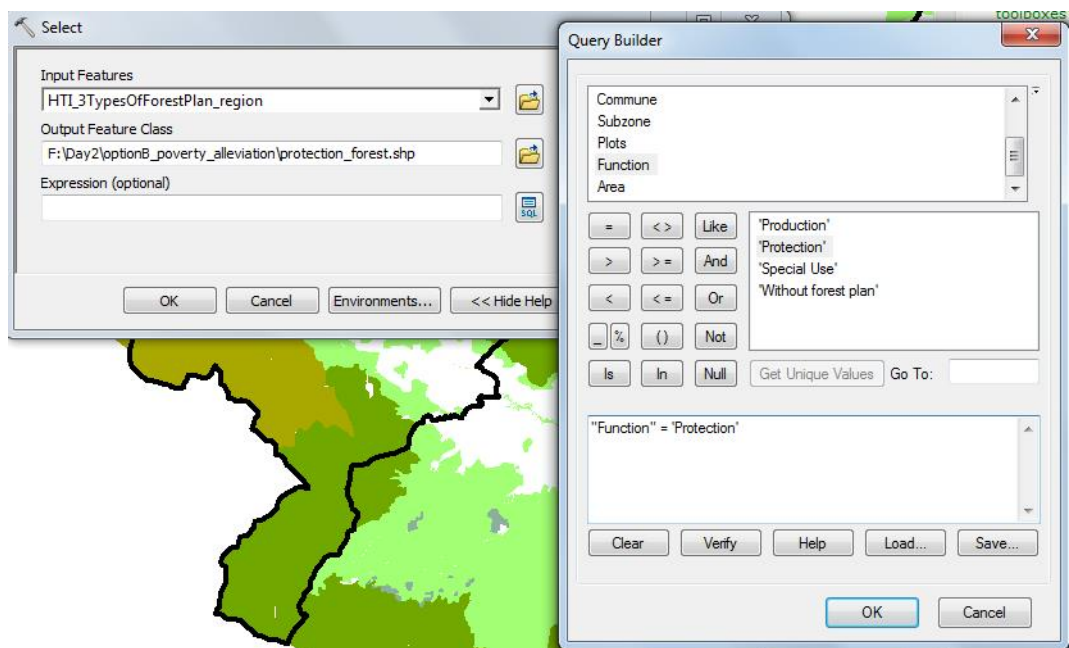 toolboxes
Select
Input Features
HTI_3TypesOfForestPlan_region
Output Feature Class
F:\Day2\optionB_poverty_alleviation\protection_forest.shp
Expression (optional)
SQL
OK Cancel Environments... << Hide Help
Query Builder
Commune
Subzone
Plots
Function
Area
= < > Like
> > = And
< < = Or
_ % () Not
Is In Null
'Production'
'Protection'
'Special Use'
'Without forest plan'
Get Unique Values Go To:
"Function" = 'Protection'
Clear Verify Help Load... Save...
OK Cancel